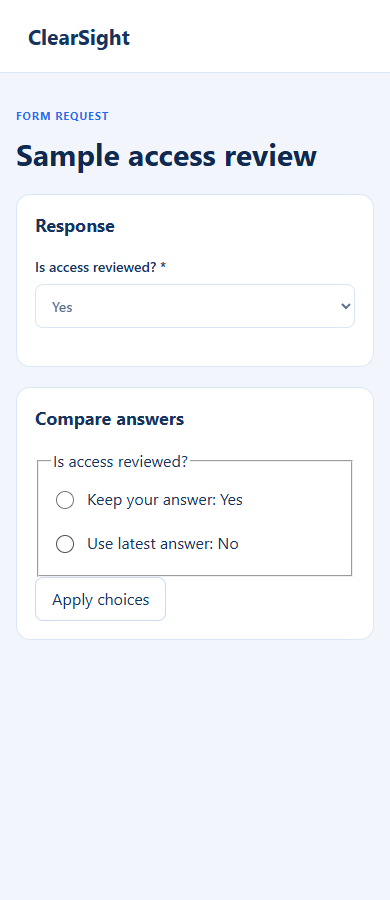 ClearSight
FORM REQUEST
Sample access review
Response
Is access reviewed? *
Yes
Compare answers
Is access reviewed?
Keep your answer: Yes
Use latest answer: No
Apply choices